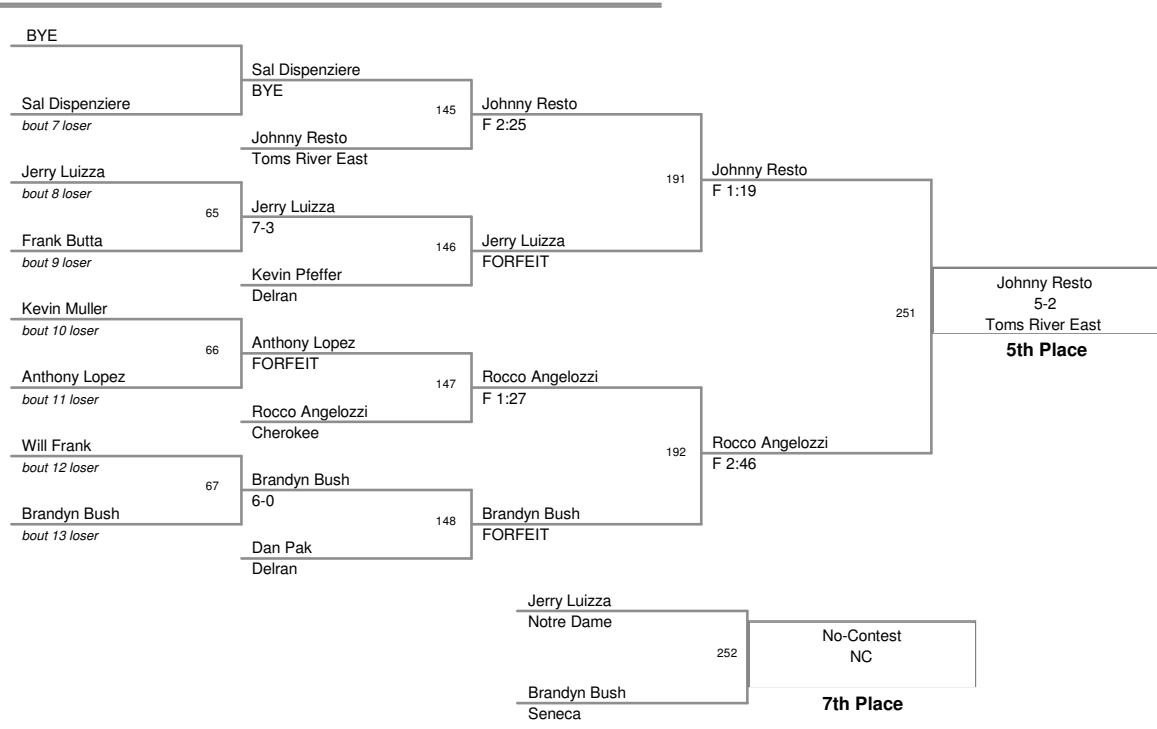 BYE
Sal Dispenziere
bout 7 loser
Jerry Luizza
bout 8 loser
65
Frank Butta
bout 9 loser
Kevin Muller
bout 10 loser
66
Anthony Lopez
bout 11 loser
Will Frank
bout 12 loser
67
Brandyn Bush
bout 13 loser
Sal Dispenziere
BYE
145
Johnny Resto
Toms River East
Jerry Luizza
7-3
146
Kevin Pfeffer
Delran
Anthony Lopez
FORFEIT
147
Rocco Angelozzi
Cherokee
Brandyn Bush
6-0
148
Dan Pak
Delran
Johnny Resto
F 2:25
191
Jerry Luizza
FORFEIT
Rocco Angelozzi
F 1:27
192
Brandyn Bush
FORFEIT
Johnny Resto
F 1:19
251
Rocco Angelozzi
F 2:46
Johnny Resto
5-2
Toms River East
5th Place
Jerry Luizza
Notre Dame
252
Brandyn Bush
Seneca
No-Contest
NC
7th Place